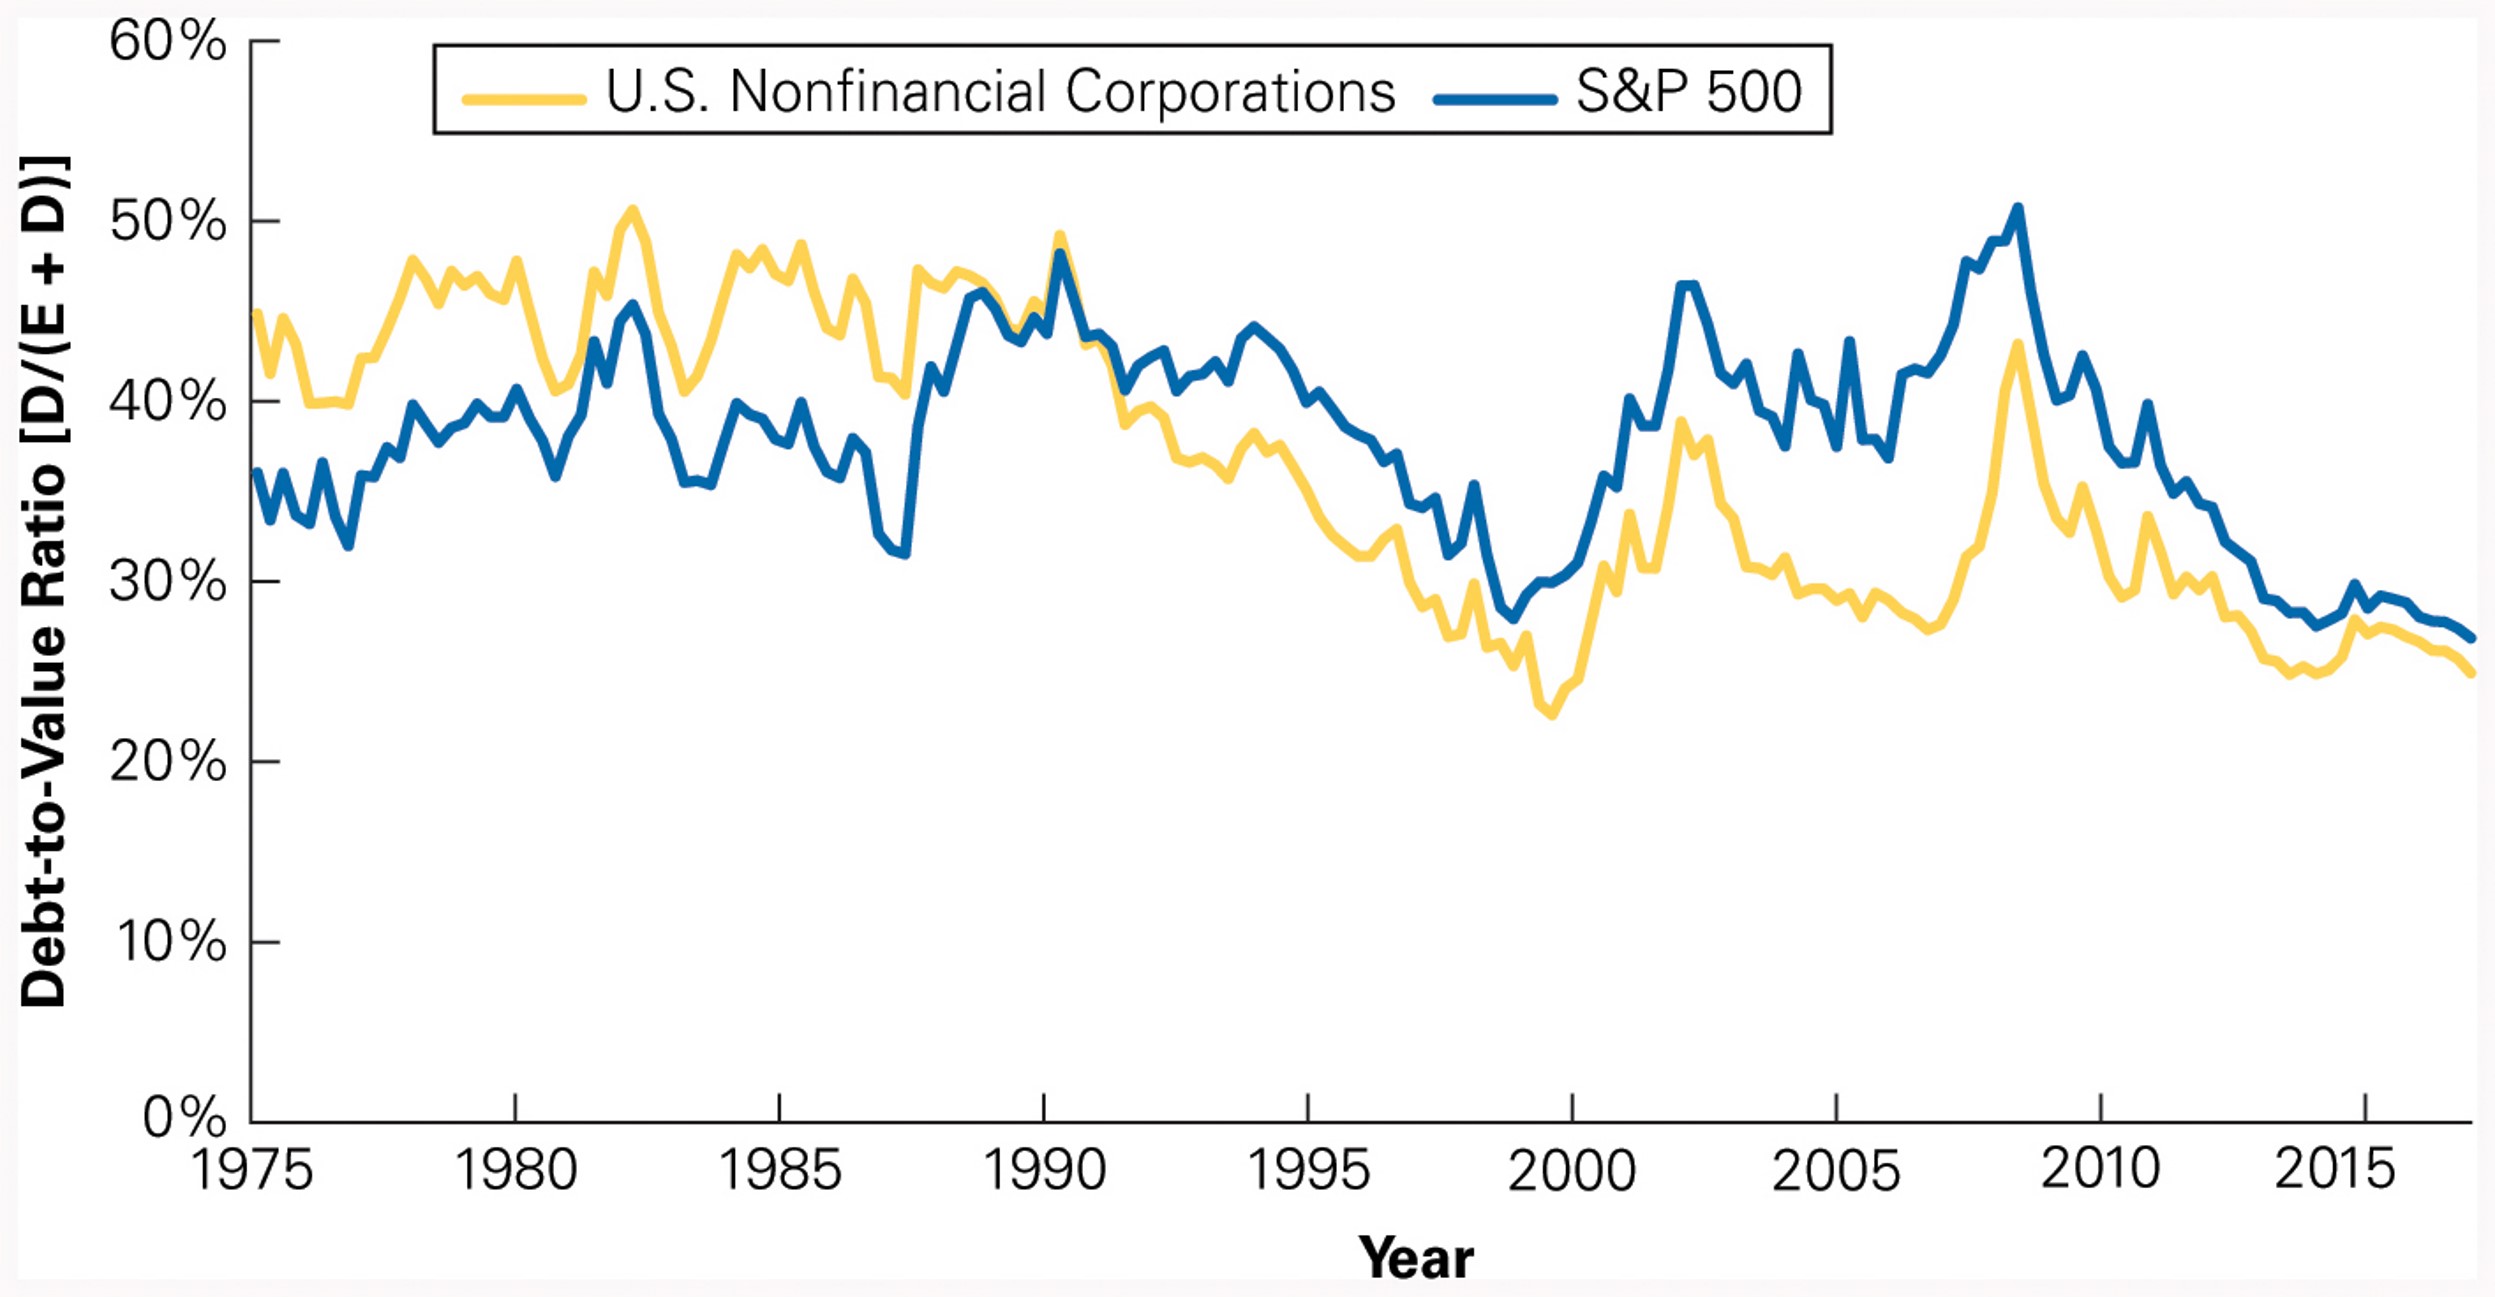 60%
U.S. Nonfinancial Corporations S&P 500
50%
40%
30%
20%
10%
0%
Debt-to-Value Ratio [D/(E + D)]
1975 1980 1985 1990 1995 2000 2005 2010 2015
Year